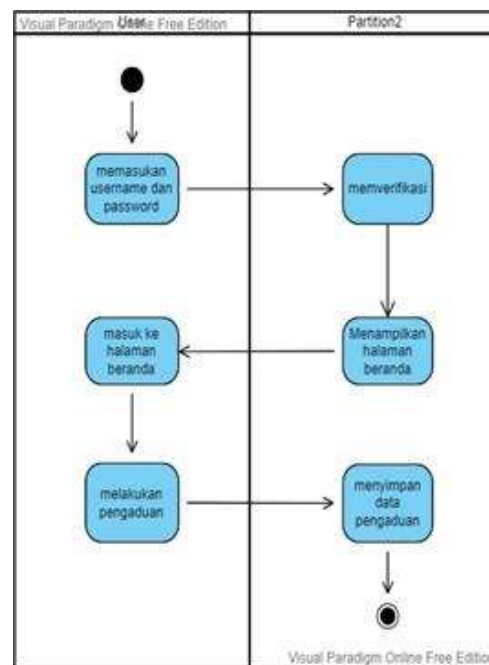 Visual Paradigm Online Free Edition
User
Partition2
memasukan
username dan
password
memverifikasi
masuk ke
halaman
beranda
Menampilkan
halaman
beranda
melakukan
pengaduan
menyimpan
data
pengaduan
Visual Paradigm Online Free Edition